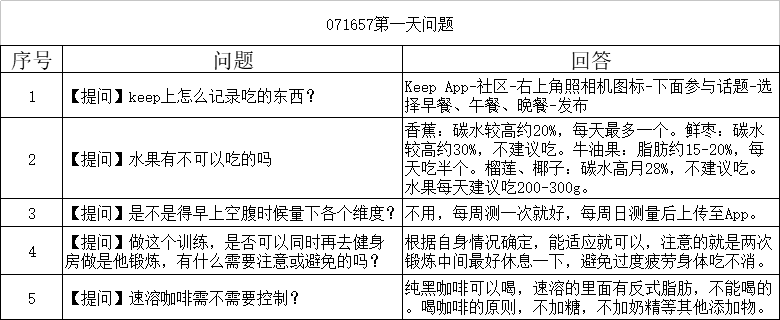 071657第一天问题
序号 问题 回答
1 【提问】keep上怎么记录吃的东西？ Keep App-社区-右上角照相机图标-下面参与话题-选
择早餐、午餐、晚餐-发布
2 【提问】水果有不可以吃的吗 香蕉：碳水较高约20%，每天最多一个。鲜枣：碳水
较高约30%，不建议吃。牛油果：脂肪约15-20%，每
天吃半个。榴莲、椰子：碳水高月28%，不建议吃。
水果每天建议吃200-300g。
3 【提问】是不是得早上空腹时候量下各个维度？ 不用，每周测一次就好，每周日测量后上传至App。
4 【提问】做这个训练，是否可以同时再去健身
房做是他锻炼，有什么需要注意或避免的吗？ 根据自身情况确定，能适应就可以，注意的就是两次
锻炼中间最好休息一下，避免过度疲劳身体吃不消。
5 【提问】速溶咖啡需不需要控制？ 纯黑咖啡可以喝，速溶的里面有反式脂肪，不能喝的
。喝咖啡的原则，不加糖，不加奶精等其他添加物。